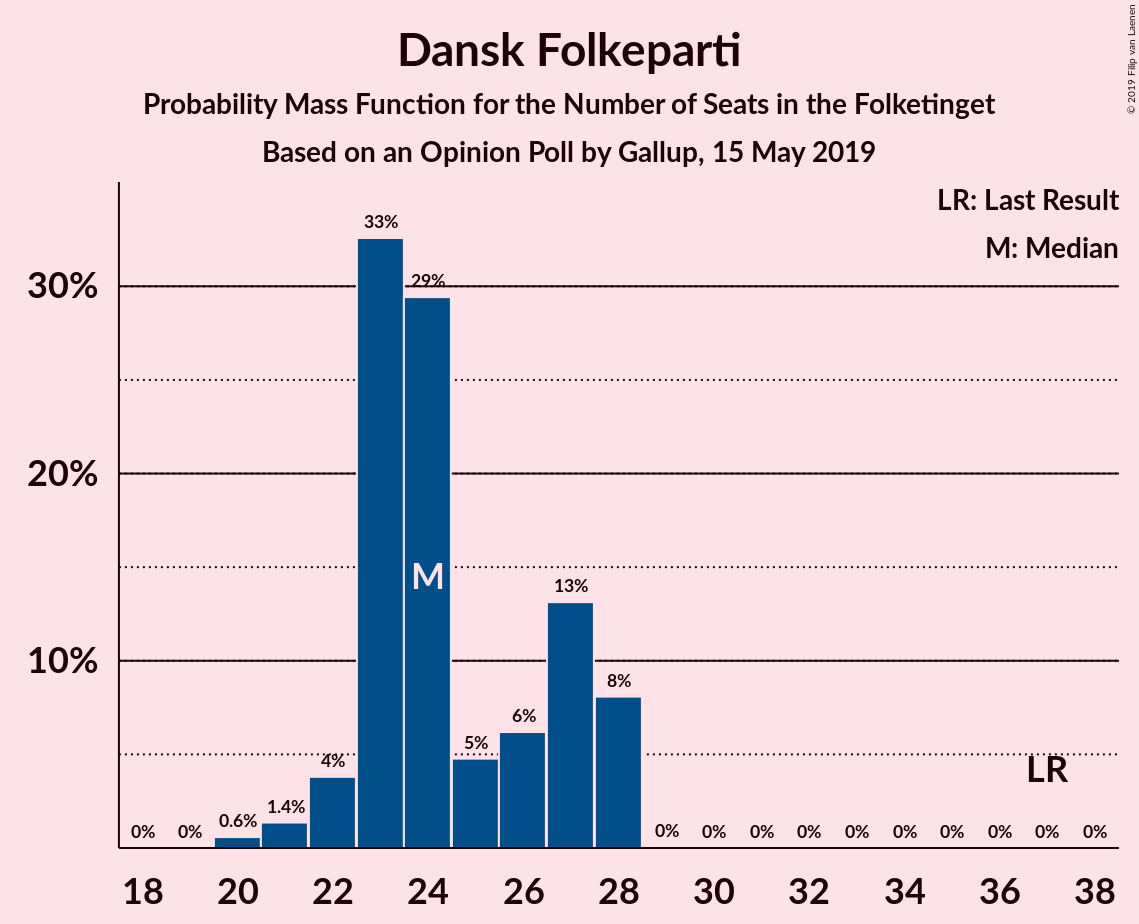 Dansk Folkeparti
Probability Mass Function for the Number of Seats in the Folketinget
Based on an Opinion Poll by Gallup, 15 May 2019
© 2019 Filip van Laenen
LR: Last Result
M: Median
30%
20%
10%
0%
0%
0.6%
1.4%
4%
33%
29%
M
5%
6%
13%
8%
0%
0%
0%
0%
0%
0%
0%
0%
LR
0%
0%
18 20 22 24 26 28 30 32 34 36 38